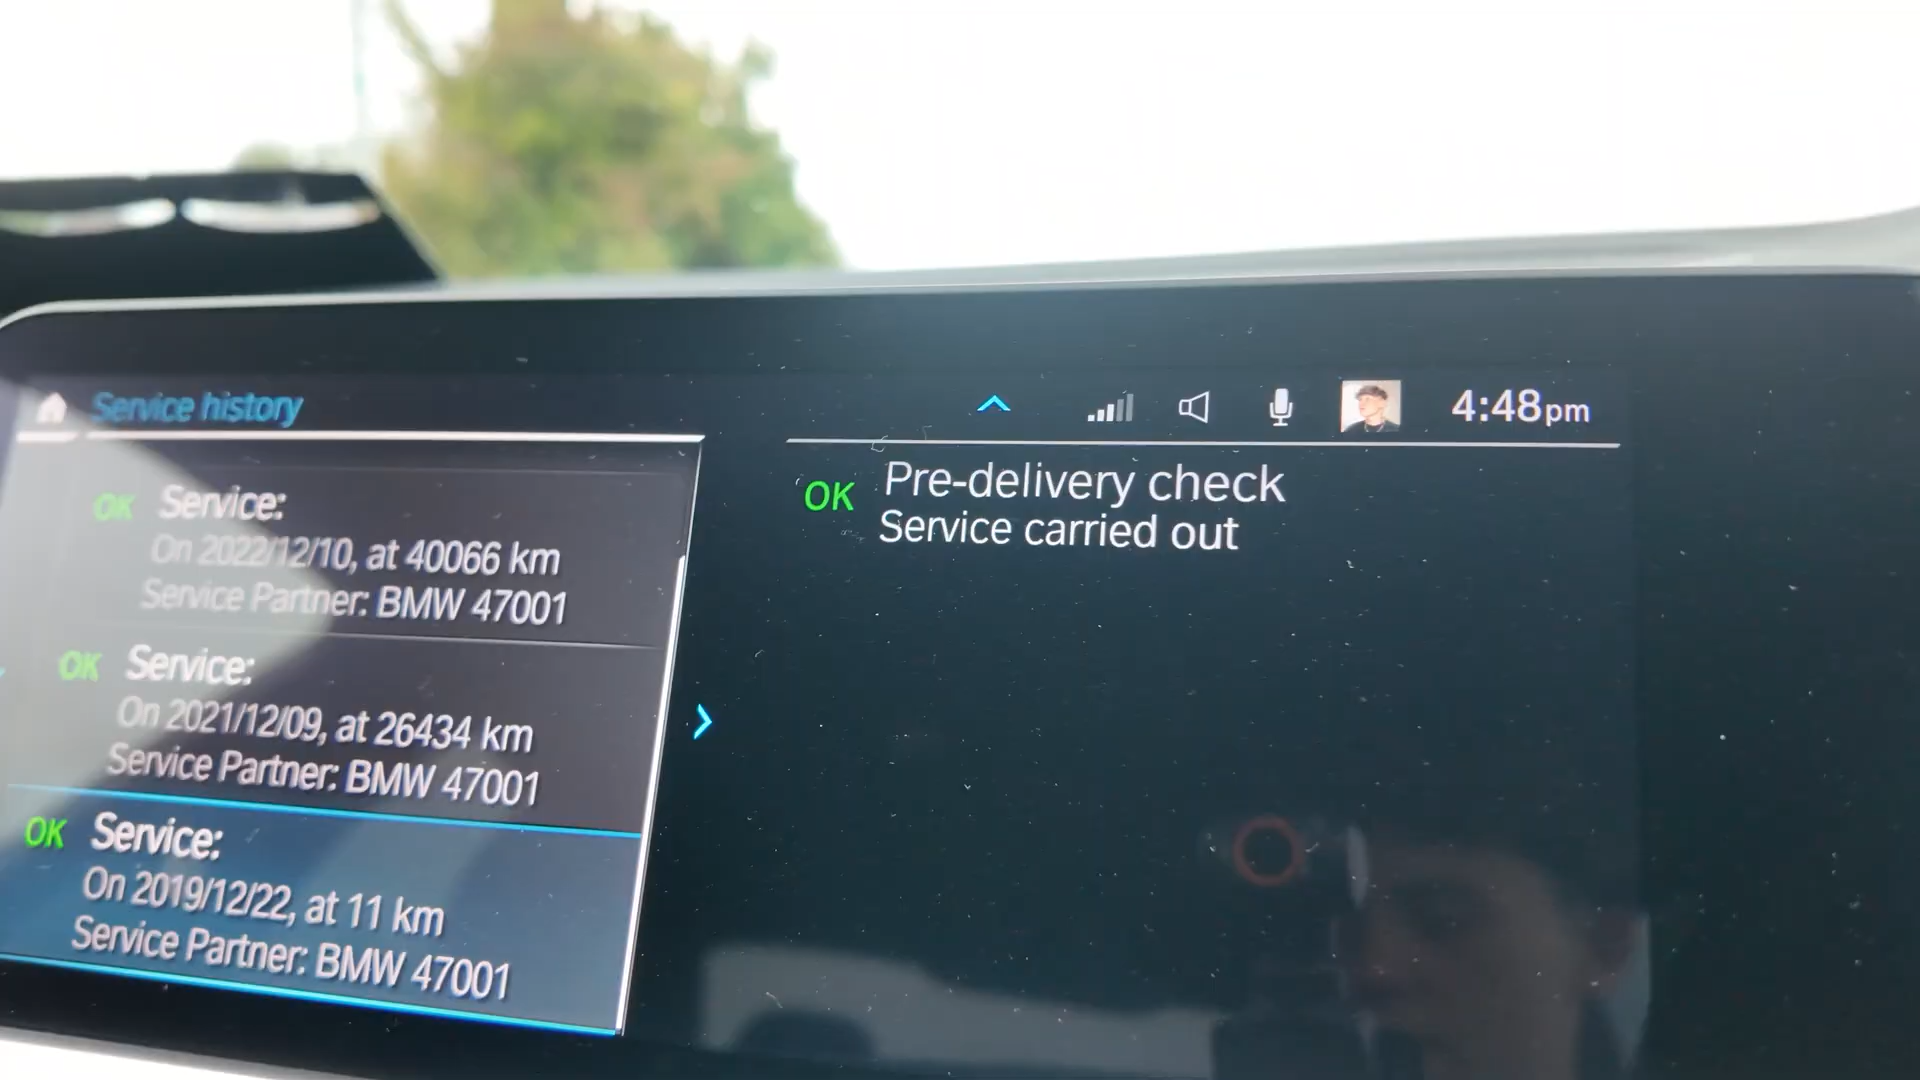 Service history
4:48pm
OK Service:
On 2022/12/10, at 40066 km
Service Partner: BMW 47001
OK Service:
On 2021/12/09, at 26434 km
Service Partner: BMW 47001
OK Service:
On 2019/12/22, at 11 km
Service Partner: BMW 47001
OK Pre-delivery check
Service carried out